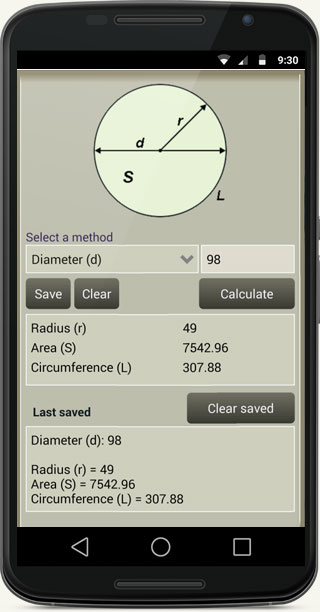 9:30
r
d
S
L
Select a method
Diameter (d) 98
Save Clear Calculate
Radius (r) 49
Area (S) 7542.96
Circumference (L) 307.88
Last saved Clear saved
Diameter (d): 98
Radius (r) = 49
Area (S) = 7542.96
Circumference (L) = 307.88